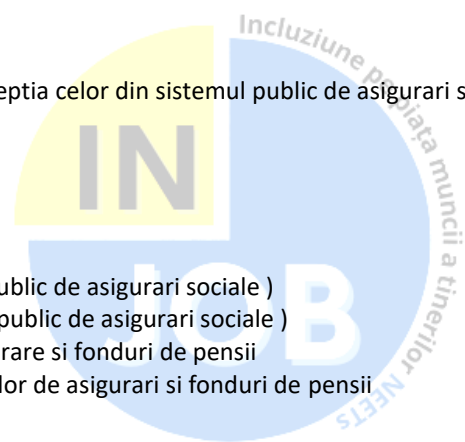 Incluziune pe piața muncii a tinerilor NEETs
eptia celor din sistemul public de asigurari s
IN
JOB
ublic de asigurari sociale )
public de asigurari sociale )
rare si fonduri de pensii
lor de asigurari si fonduri de pensii